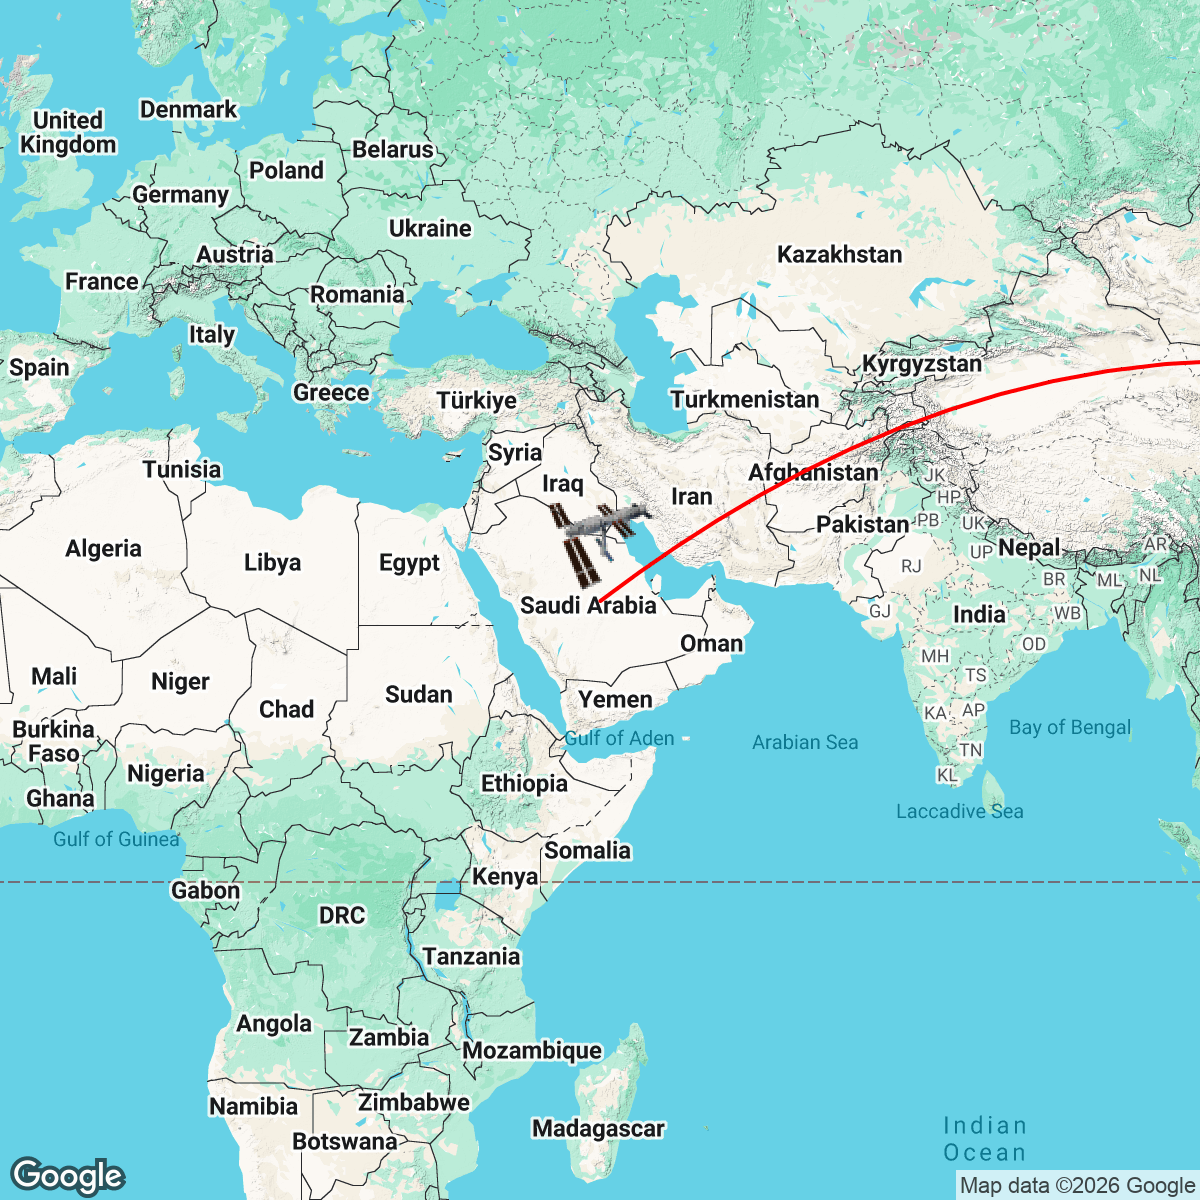 Denmark
United
Kingdom
Belarus
Poland
Germany
Ukraine
Austria
Kazakhstan
France
Romania
Italy
Spain
Kyrgyzstan
Greece
Türkiye
Turkmenistan
Syria
Tunisia
Iraq
Iran
Afghanistan
JK
HP
Pakistan
PB
UK
Algeria
Libya
Egypt
UP
Nepal
AR
RJ
BR
ML
NL
Saudi Arabia
GJ
India
WB
Oman
OD
MH
Mali
Niger
TS
Sudan
Yemen
Chad
KA
AP
Burkina
Faso
Gulf of Aden
Arabian Sea
Bay of Bengal
TN
Nigeria
KL
Ethiopia
Ghana
Laccadive Sea
Gulf of Guinea
Somalia
Kenya
Gabon
DRC
Tanzania
Angola
Zambia
Mozambique
Namibia
Zimbabwe
Madagascar
Indian
Ocean
Botswana
Google
Map data ©2026 Google